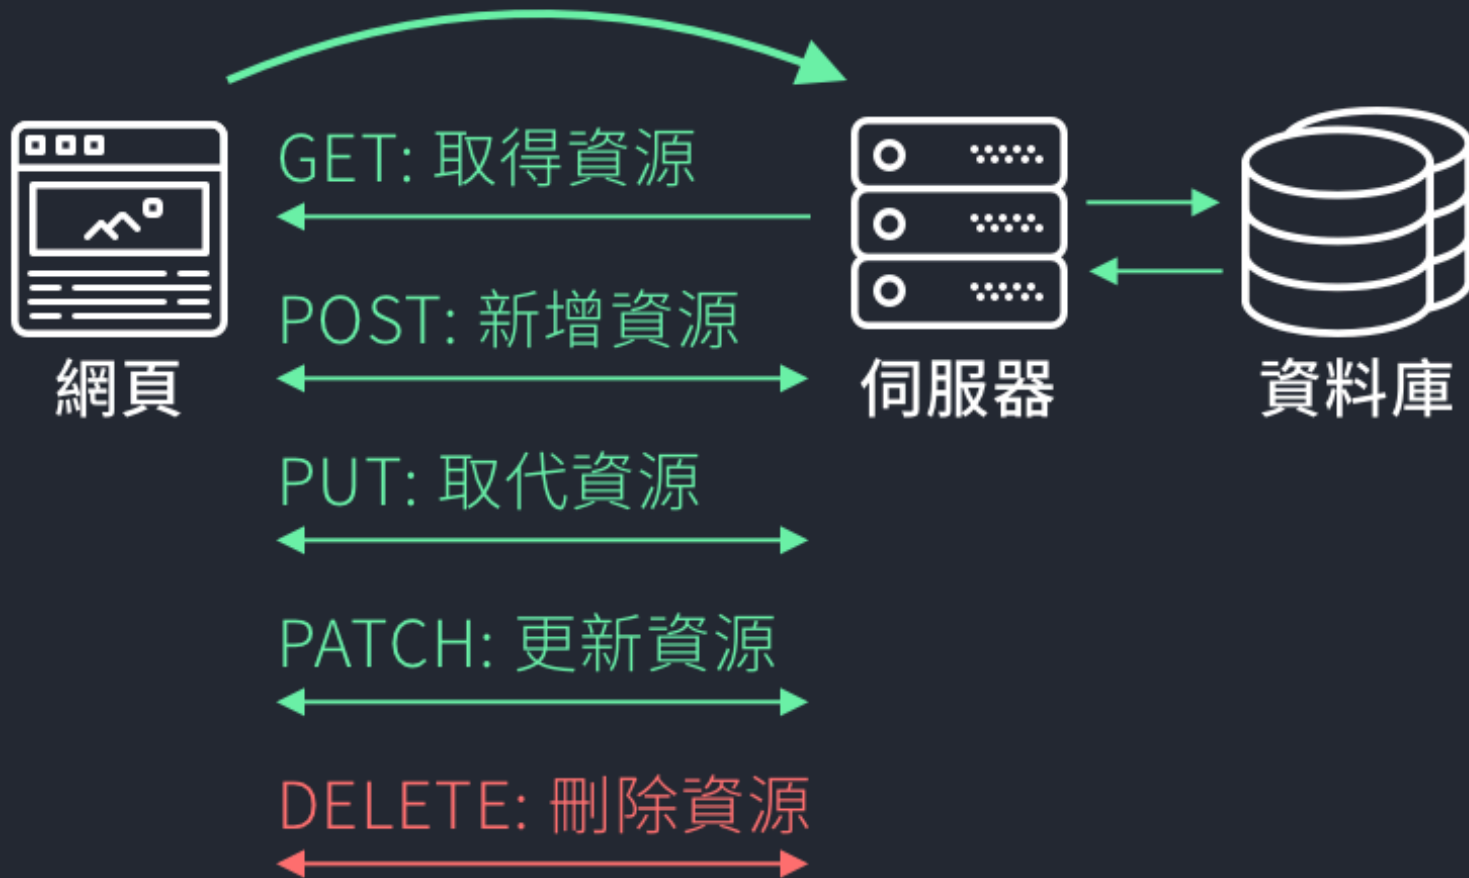 GET: 取得資源
POST: 新增資源
網頁
伺服器
資料庫
PUT: 取代資源
PATCH: 更新資源
DELETE: 刪除資源